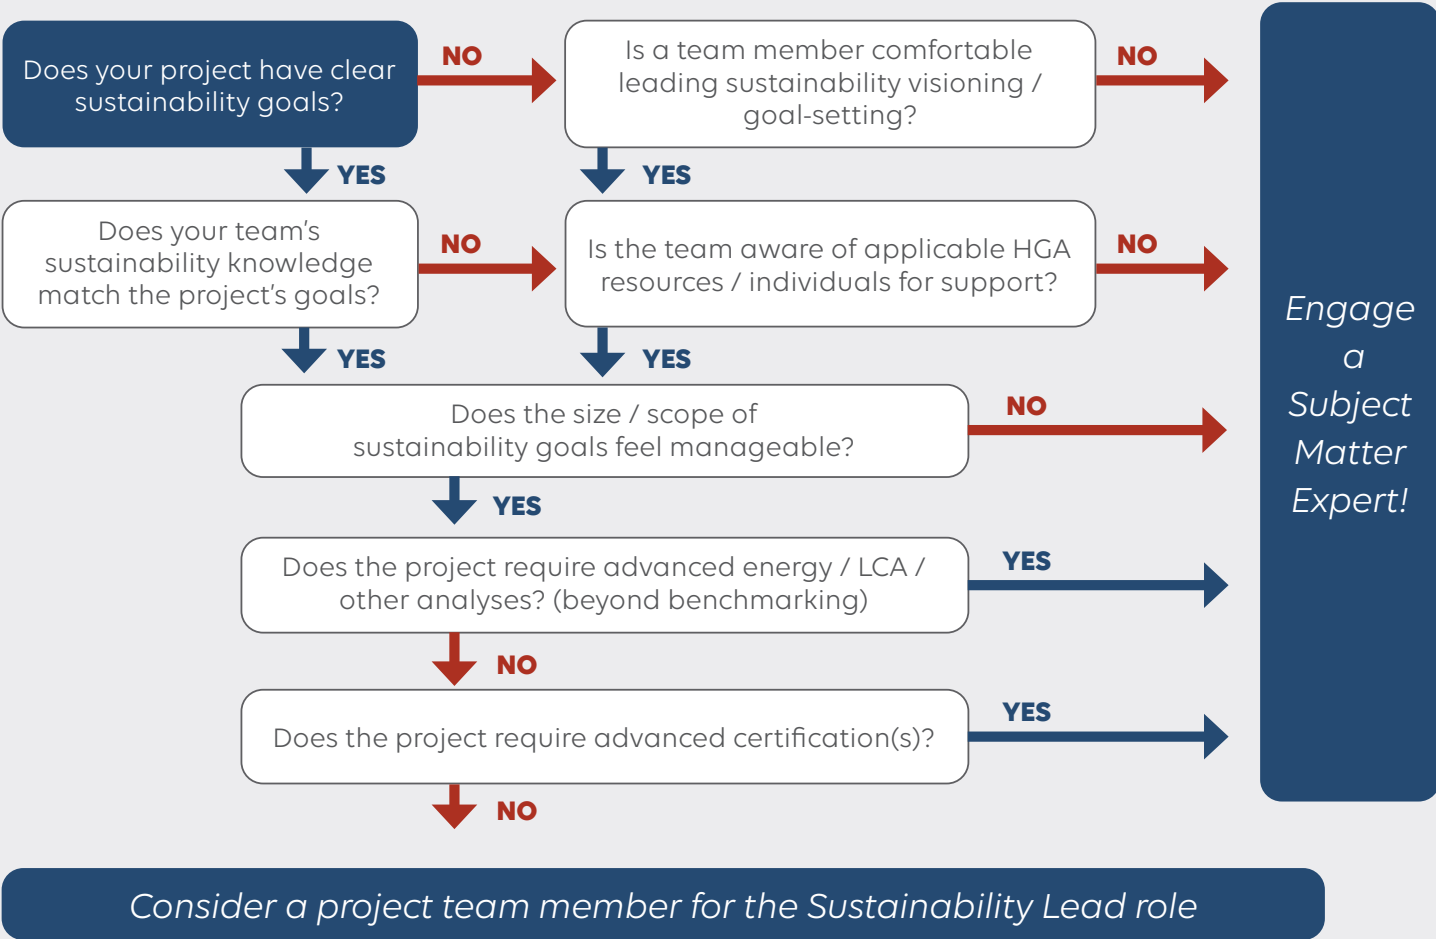 Does your project have clear
sustainability goals?
NO
Is a team member comfortable
leading sustainability visioning /
goal-setting?
NO
YES
YES
Does your team's
sustainability knowledge
match the project's goals?
NO
Is the team aware of applicable HGA
resources / individuals for support?
NO
YES
YES
Does the size / scope of
sustainability goals feel manageable?
NO
YES
Does the project require advanced energy / LCA /
other analyses? (beyond benchmarking)
YES
NO
Does the project require advanced certification(s)?
YES
NO
Engage
a
Subject
Matter
Expert!
Consider a project team member for the Sustainability Lead role